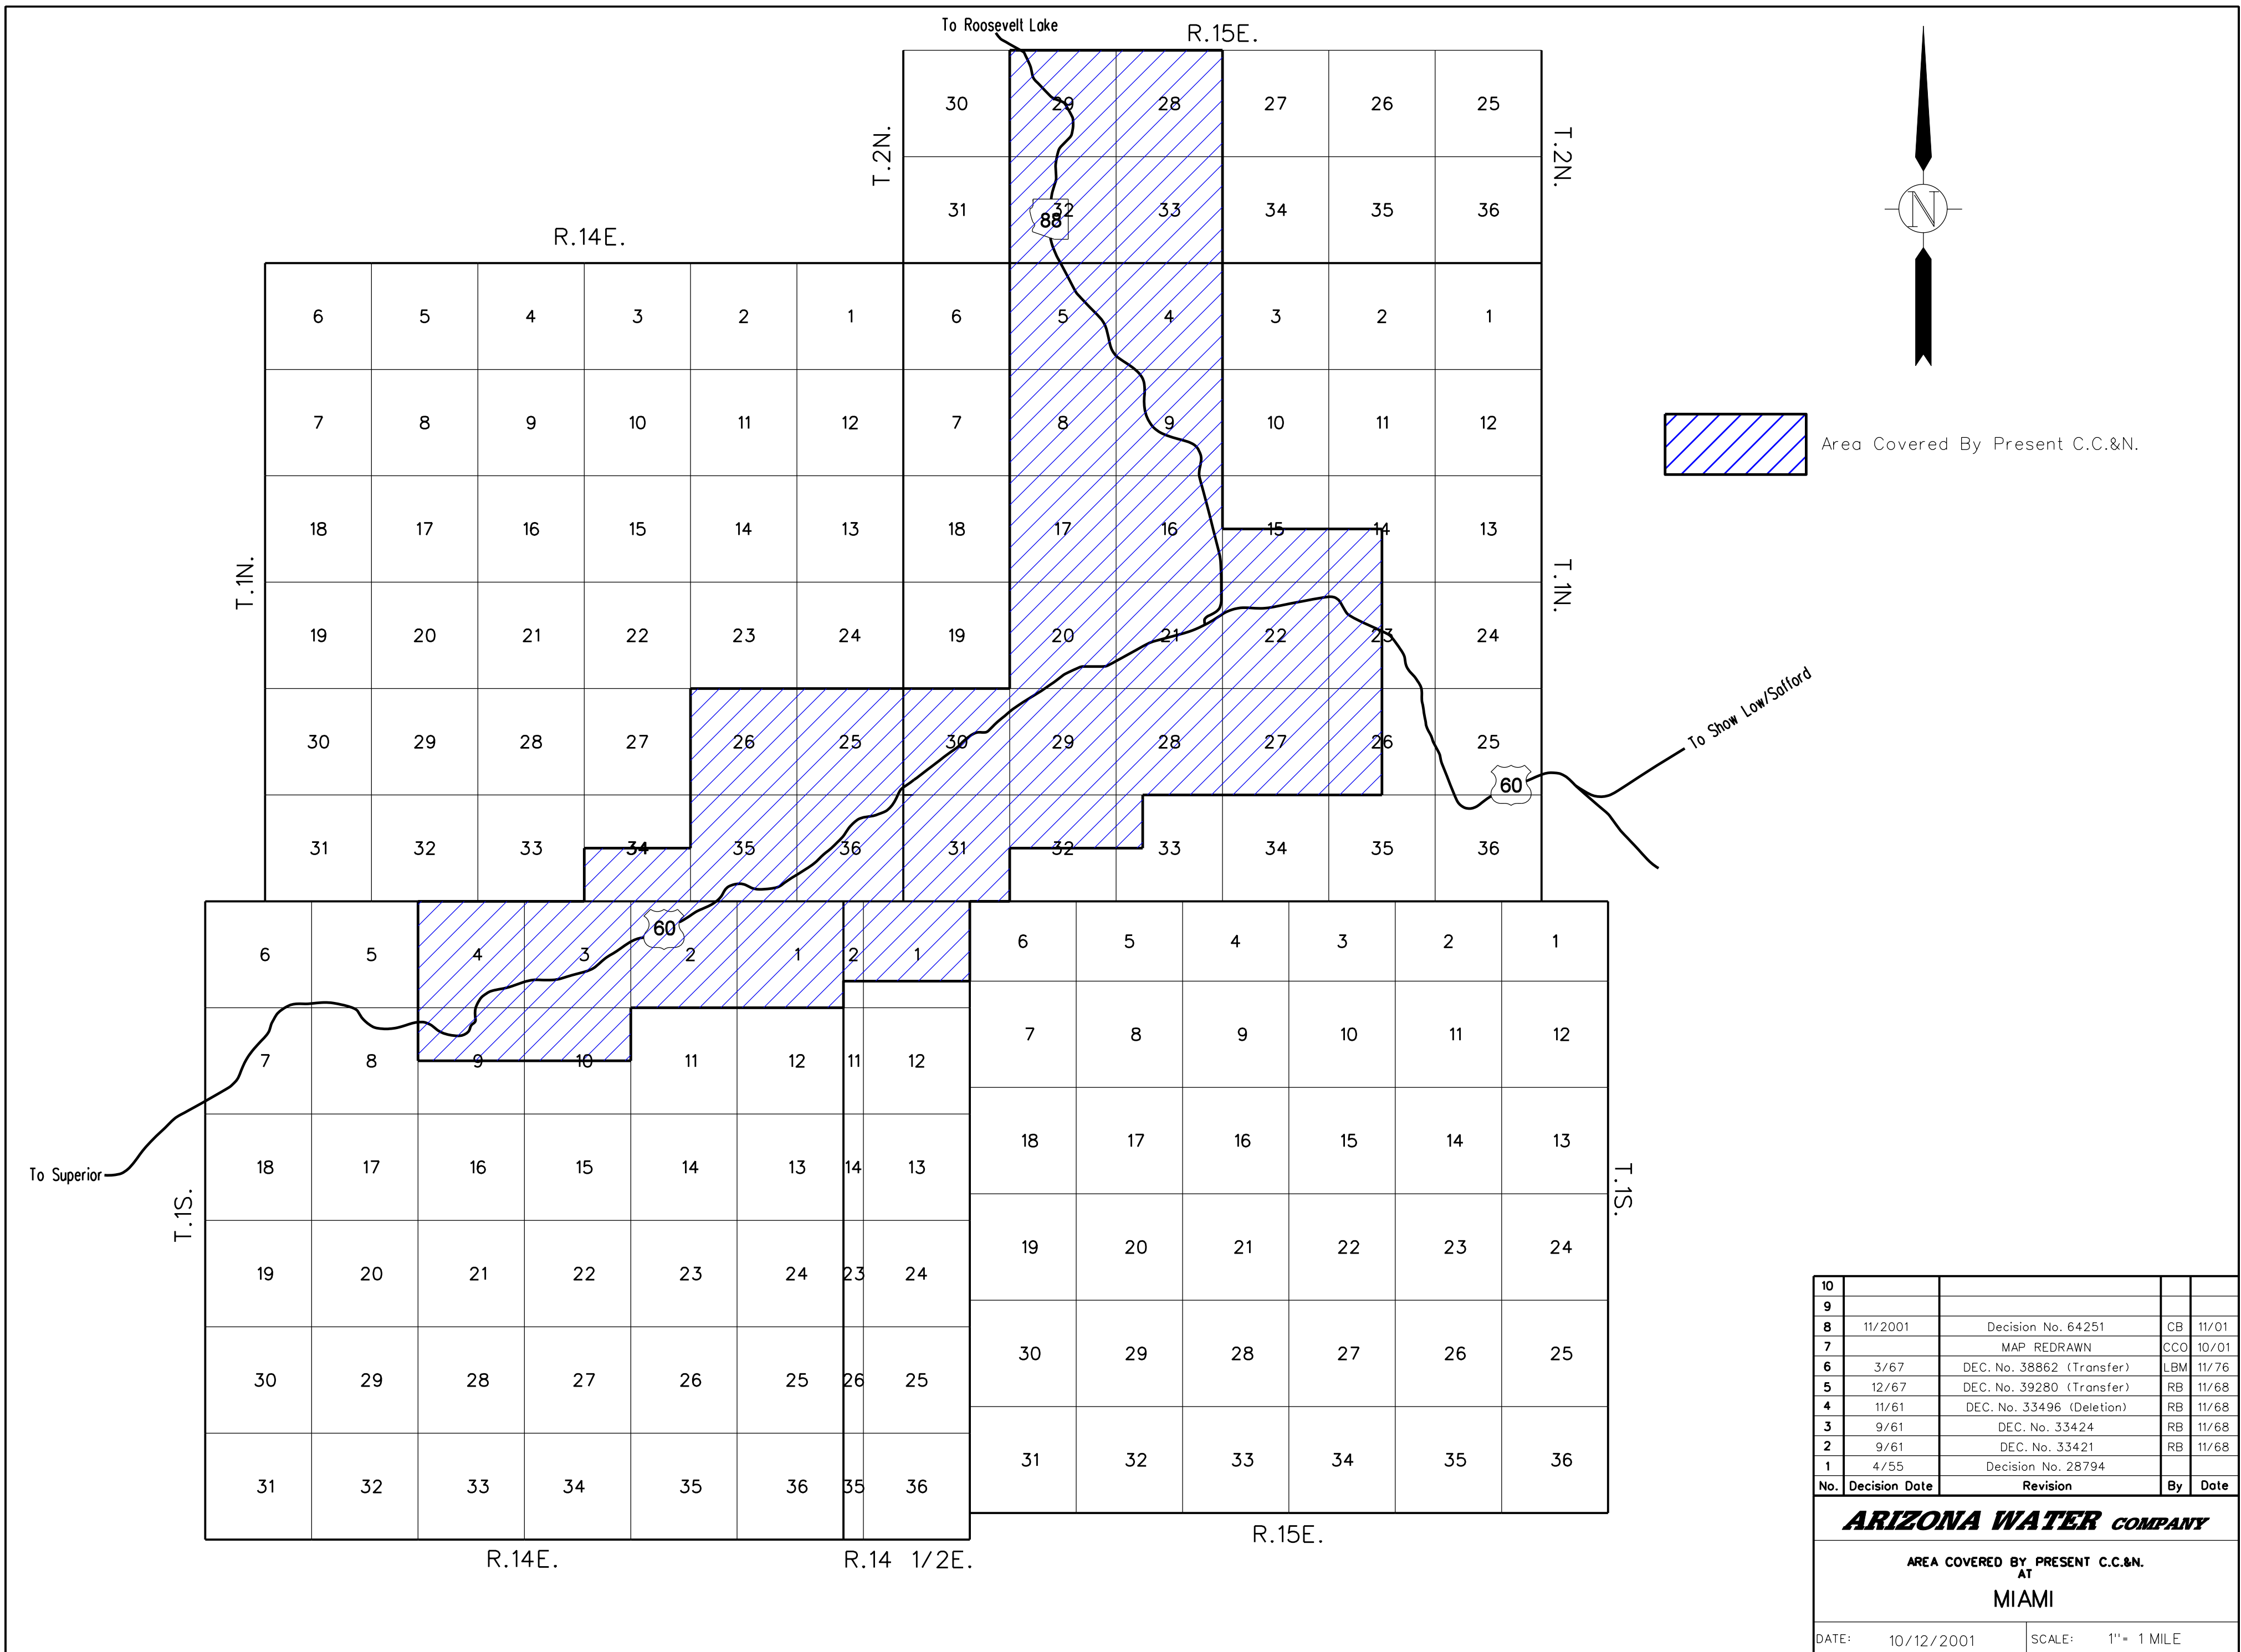 To Roosevelt Lake
R.15E.
30 29 28 27 26 25
T.2N.
T.2N.
31 32 33 34 35 36
88
R.14E.
6 5 4 3 2 1 6 5 4 3 2 1
7 8 9 10 11 12 7 8 9 10 11 12
Area Covered By Present C.C.&N.
18 17 16 15 14 13 18 17 16 15 14 13
T.1N.
T.1N.
19 20 21 22 23 24 19 20 21 22 23 24
30 29 28 27 26 25 30 29 28 27 26 25
To Show Low/Safford
60
31 32 33 34 35 36 31 32 33 34 35 36
60
6 5 4 3 2 1 2 1 6 5 4 3 2 1
7 8 9 10 11 12 11 12 7 8 9 10 11 12
18 17 16 15 14 13 14 13 18 17 16 15 14 13
To Superior
T.1S.
T.1S.
19 20 21 22 23 24 23 24 19 20 21 22 23 24
30 29 28 27 26 25 26 25 30 29 28 27 26 25
31 32 33 34 35 36 35 36 31 32 33 34 35 36
R.14E.
R.14 1/2E.
R.15E.
N
10
9
8 11/2001 Decision No. 64251 CB 11/01
7 MAP REDRAWN CCO 10/01
6 3/67 DEC. No. 38862 (Transfer) LBM 11/76
5 12/67 DEC. No. 39280 (Transfer) RB 11/68
4 11/61 DEC. No. 33496 (Deletion) RB 11/68
3 9/61 DEC. No. 33424 RB 11/68
2 9/61 DEC. No. 33421 RB 11/68
1 4/55 Decision No. 28794
No. Decision Date Revision By Date
ARIZONA WATER COMPANY
AREA COVERED BY PRESENT C.C.&N.
AT
MIAMI
DATE: 10/12/2001 SCALE: 1''= 1 MILE